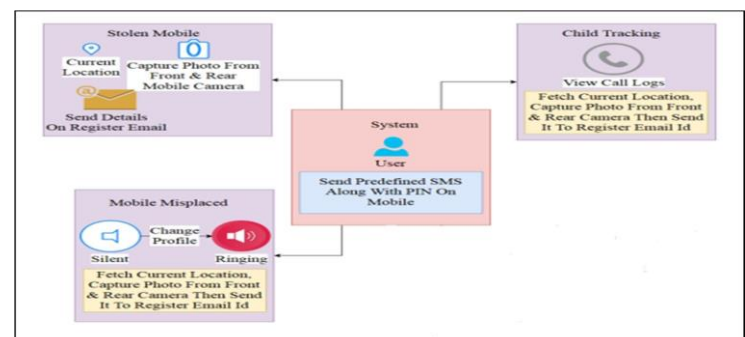 Stolen Mobile
Current
Location
Capture Photo From
Front & Rear
Mobile Camera
@
Send Details
On Register Email
Child Tracking
View Call Logs
Fetch Current Location,
Capture Photo From Front
& Rear Camera Then Send
It To Register Email Id
System
User
Send Predefined SMS
Along With PIN On
Mobile
Mobile Misplaced
Change
Profile
Silent
Ringing
Fetch Current Location,
Capture Photo From Front
& Rear Camera Then Send
It To Register Email Id